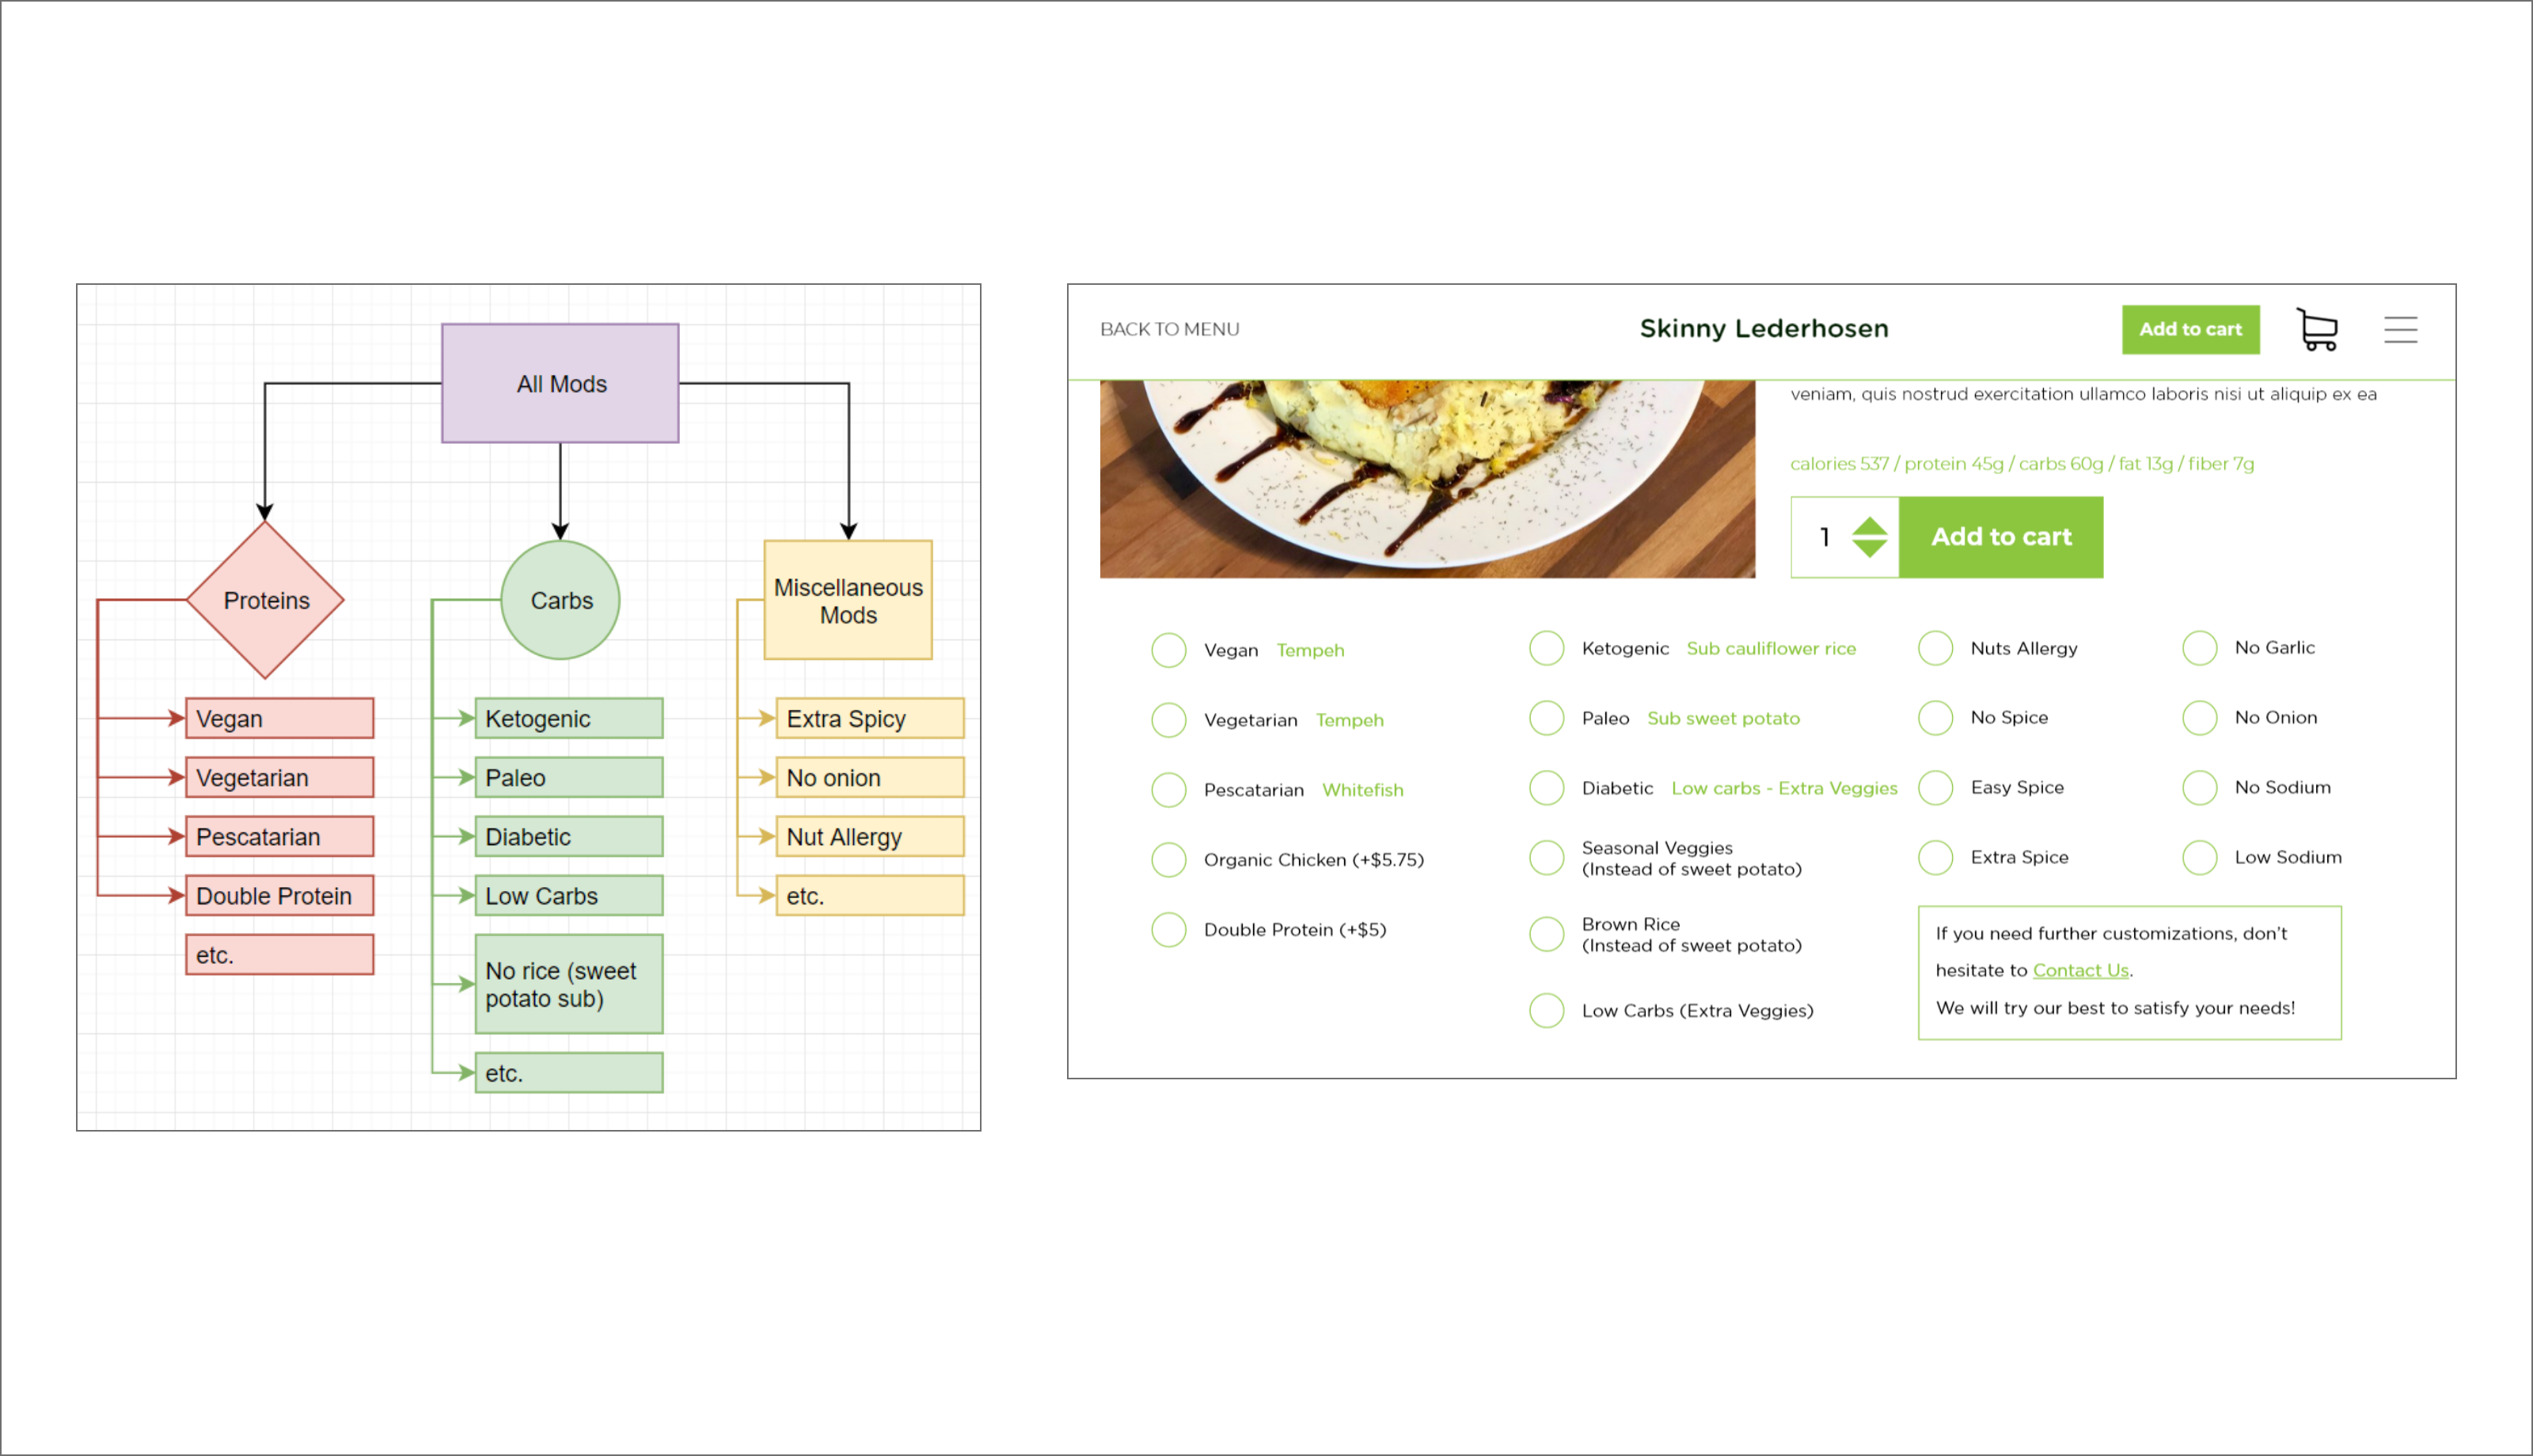 All Mods
Proteins
Carbs
Miscellaneous
Mods
Vegan
Vegetarian
Pescatarian
Double Protein
etc.
Ketogenic
Paleo
Diabetic
Low Carbs
No rice (sweet
potato sub)
etc.
Extra Spicy
No onion
Nut Allergy
etc.
BACK TO MENU
Skinny Lederhosen
Add to cart
veniam, quis nostrud exercitation ullamco laboris nisi ut aliquip ex ea
calories 537 / protein 45g / carbs 60g / fat 13g / fiber 7g
1
Add to cart
Vegan Tempeh
Vegetarian Tempeh
Pescatarian Whitefish
Organic Chicken (+$5.75)
Double Protein (+$5)
Ketogenic Sub cauliflower rice
Paleo Sub sweet potato
Diabetic Low carbs - Extra Veggies
Seasonal Veggies
(Instead of sweet potato)
Brown Rice
(Instead of sweet potato)
Low Carbs (Extra Veggies)
Nuts Allergy
No Spice
Easy Spice
Extra Spice
No Garlic
No Onion
No Sodium
Low Sodium
If you need further customizations, don't
hesitate to Contact Us.
We will try our best to satisfy your needs!